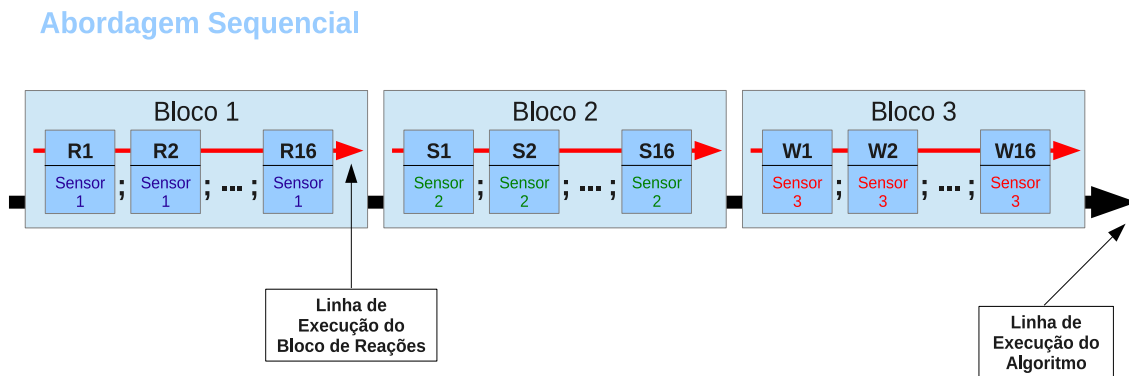 Abordagem Sequencial
Bloco 1
R1 R2 R16
Sensor 1 ; Sensor 1 ; ... ; Sensor 1
Bloco 2
S1 S2 S16
Sensor 2 ; Sensor 2 ; ... ; Sensor 2
Bloco 3
W1 W2 W16
Sensor 3 ; Sensor 3 ; ... ; Sensor 3
Linha de
Execução do
Bloco de Reações
Linha de
Execução do
Algoritmo